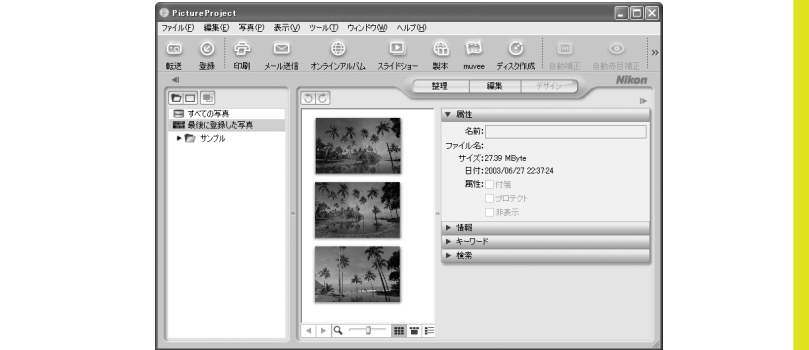 PictureProject
ファイル(F) 編集(E) 写真(P) 表示(V) ツール(T) ウィンドウ(W) ヘルプ(H)
転送 登録 印刷 メール送信 オンラインアルバム スライドショー 製本 muvee ディスク作成 自動補正 自動赤目補正 »
整理 編集 デザイン Nikon
すべての写真
最後に登録した写真
サンプル
属性
名前:
ファイル名:
サイズ:27.39 MByte
日付:2003/06/27 22:37:24
属性: 付箋
プロテクト
非表示
情報
キーワード
検索